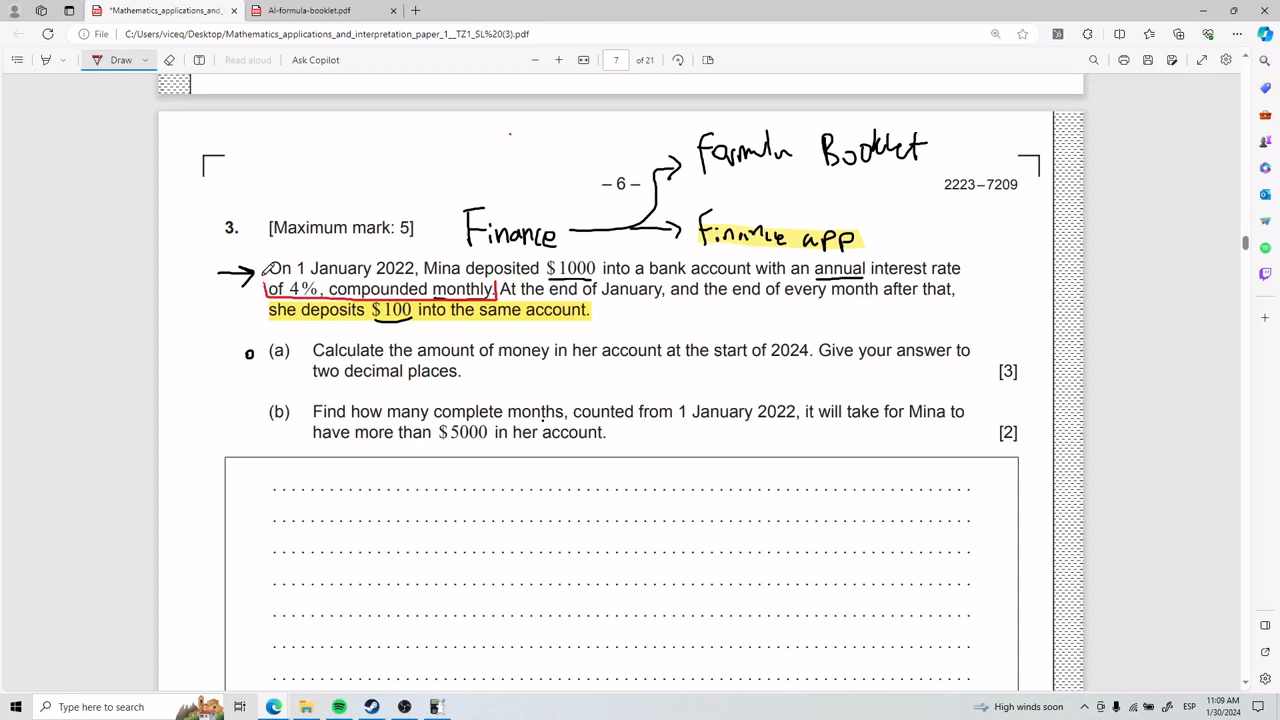 *Mathematics_applications_and_
AI-formula-booklet.pdf
File
C:/Users/viceq/Desktop/Mathematics_applications_and_interpretation_paper_1__TZ1_SL%20(3).pdf
Draw
Read aloud
Ask Copilot
7
of 21
Formula Booklet
– 6 –
2223–7209
3.
[Maximum mark: 5]
Finance
Finance app
On 1 January 2022, Mina deposited $1000 into a bank account with an annual interest rate
of 4%, compounded monthly. At the end of January, and the end of every month after that,
she deposits $100 into the same account.
(a) Calculate the amount of money in her account at the start of 2024. Give your answer to
two decimal places. [3]
(b) Find how many complete months, counted from 1 January 2022, it will take for Mina to
have more than $5000 in her account. [2]
Type here to search
High winds soon
ESP
11:09 AM
1/30/2024